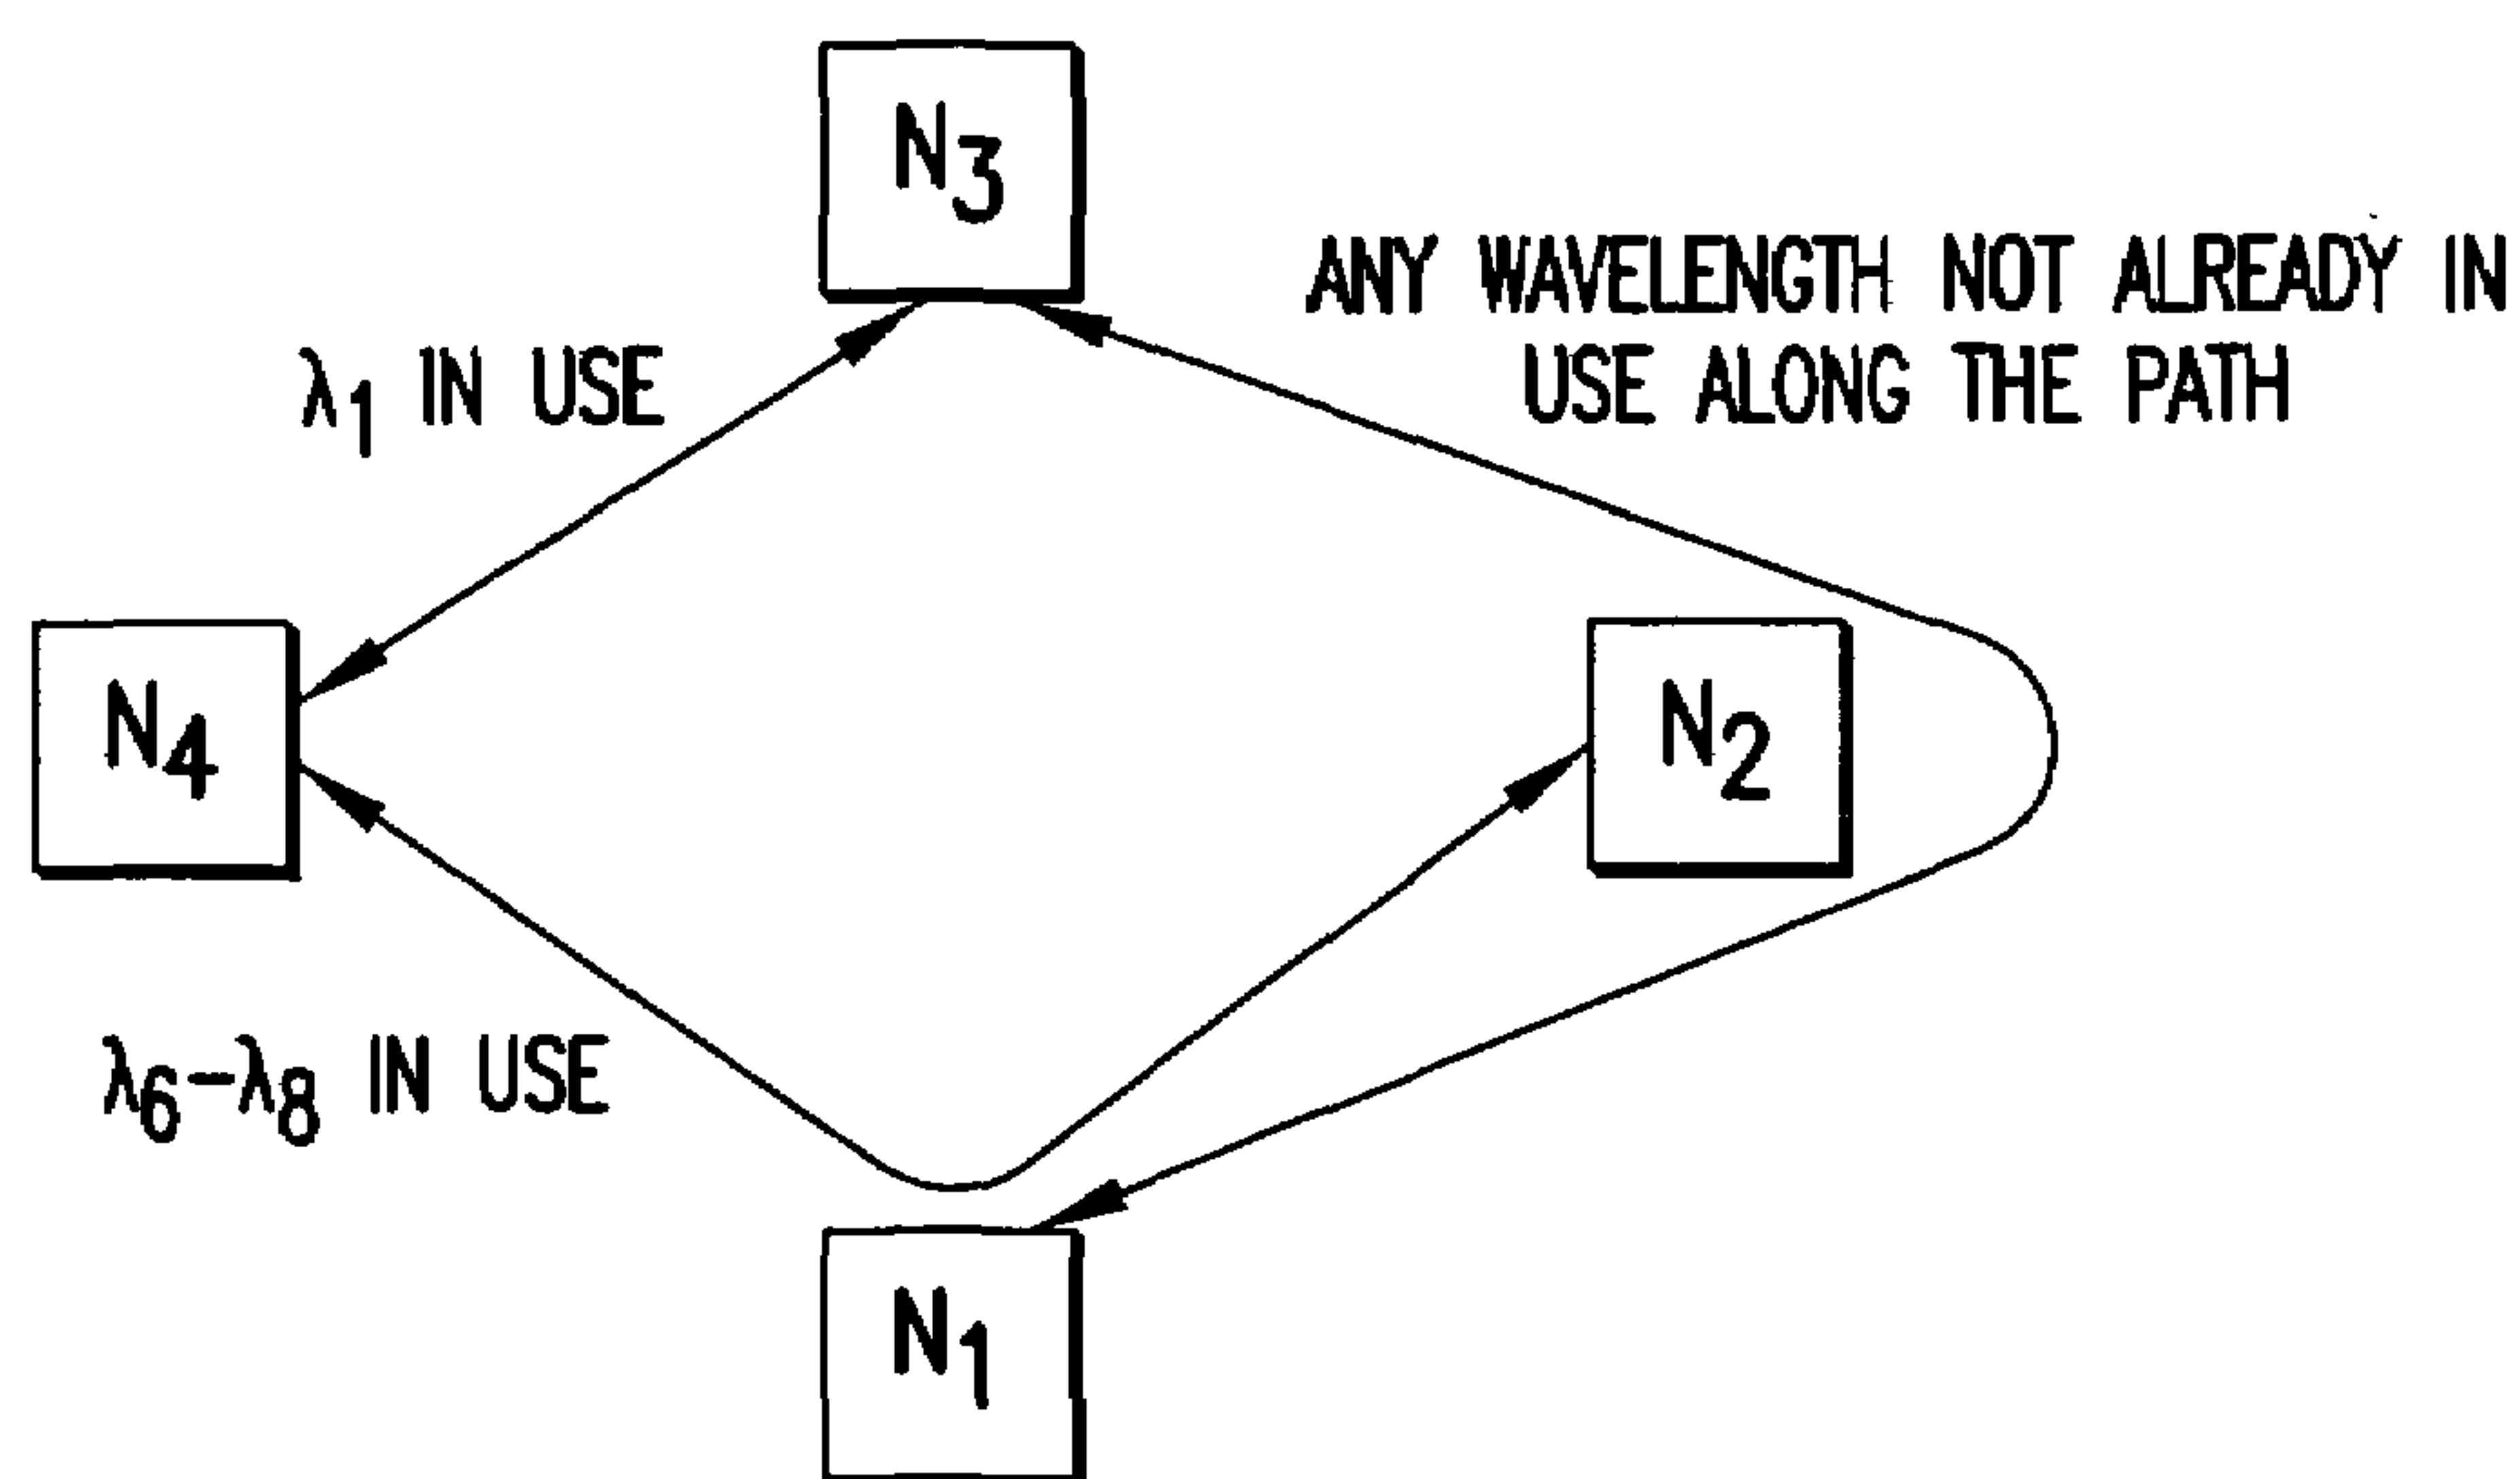 N3
ANY WAVELENGTH NOT ALREADY IN
USE ALONG THE PATH
λ1 IN USE
N4
N2
λ6–λ8 IN USE
N1